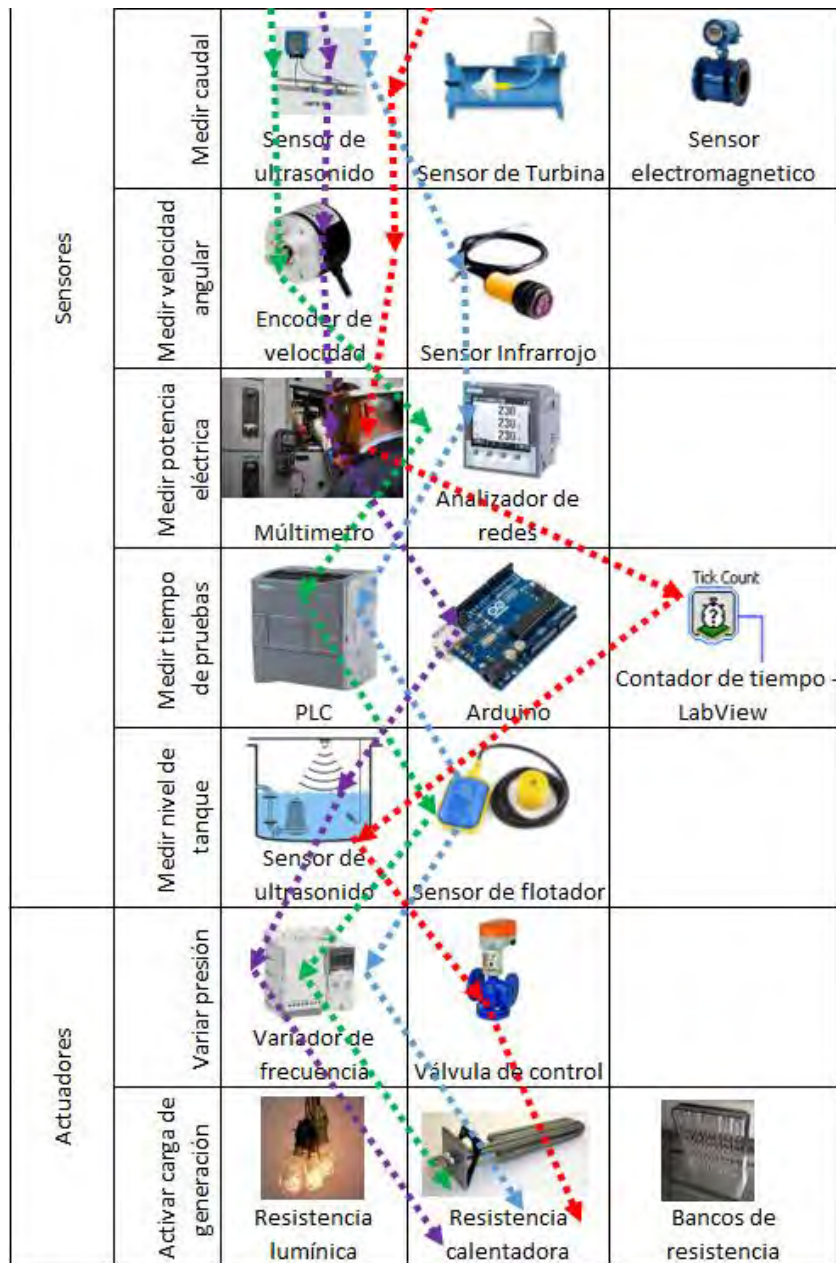 Sensores
Medir caudal
Sensor de
ultrasonido
Sensor de Turbina
Sensor
electromagnetico
Medir velocidad
angular
Encoder de
velocidad
Sensor Infrarrojo
Medir potencia
eléctrica
230
230
230
Múltimetro
Analizador de
redes
Medir tiempo
de pruebas
PLC
Arduino
Tick Count
?
Contador de tiempo -
LabView
Medir nivel de
tanque
Sensor de
ultrasonido
Sensor de flotador
Actuadores
Variar presión
Variador de
frecuencia
Válvula de control
Activar carga de
generación
Resistencia
lumínica
Resistencia
calentadora
Bancos de
resistencia